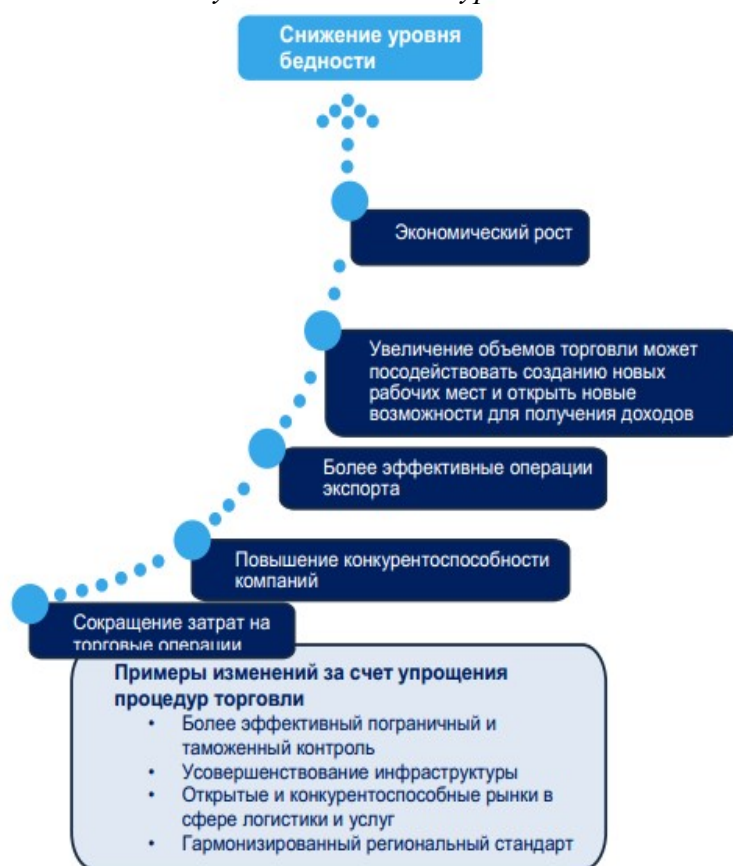 Снижение уровня
бедности
Экономический рост
Увеличение объемов торговли может
посодействовать созданию новых
рабочих мест и открыть новые
возможности для получения доходов
Более эффективные операции
экспорта
Повышение конкурентоспособности
компаний
Сокращение затрат на
торговые операции
Примеры изменений за счет упрощения
процедур торговли
• Более эффективный пограничный и
таможенный контроль
• Усовершенствование инфраструктуры
• Открытые и конкурентоспособные рынки в
сфере логистики и услуг
• Гармонизированный региональный стандарт